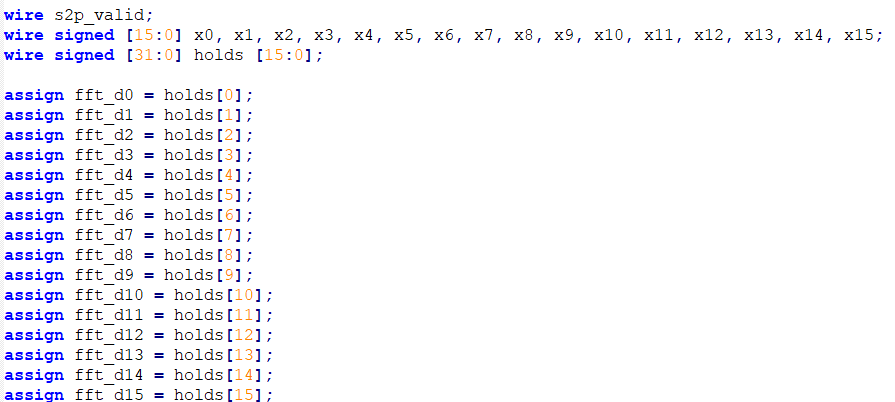 wire s2p_valid;
wire signed [15:0] x0, x1, x2, x3, x4, x5, x6, x7, x8, x9, x10, x11, x12, x13, x14, x15;
wire signed [31:0] holds [15:0];
assign fft_d0 = holds[0];
assign fft_d1 = holds[1];
assign fft_d2 = holds[2];
assign fft_d3 = holds[3];
assign fft_d4 = holds[4];
assign fft_d5 = holds[5];
assign fft_d6 = holds[6];
assign fft_d7 = holds[7];
assign fft_d8 = holds[8];
assign fft_d9 = holds[9];
assign fft_d10 = holds[10];
assign fft_d11 = holds[11];
assign fft_d12 = holds[12];
assign fft_d13 = holds[13];
assign fft_d14 = holds[14];
assign fft_d15 = holds[15];